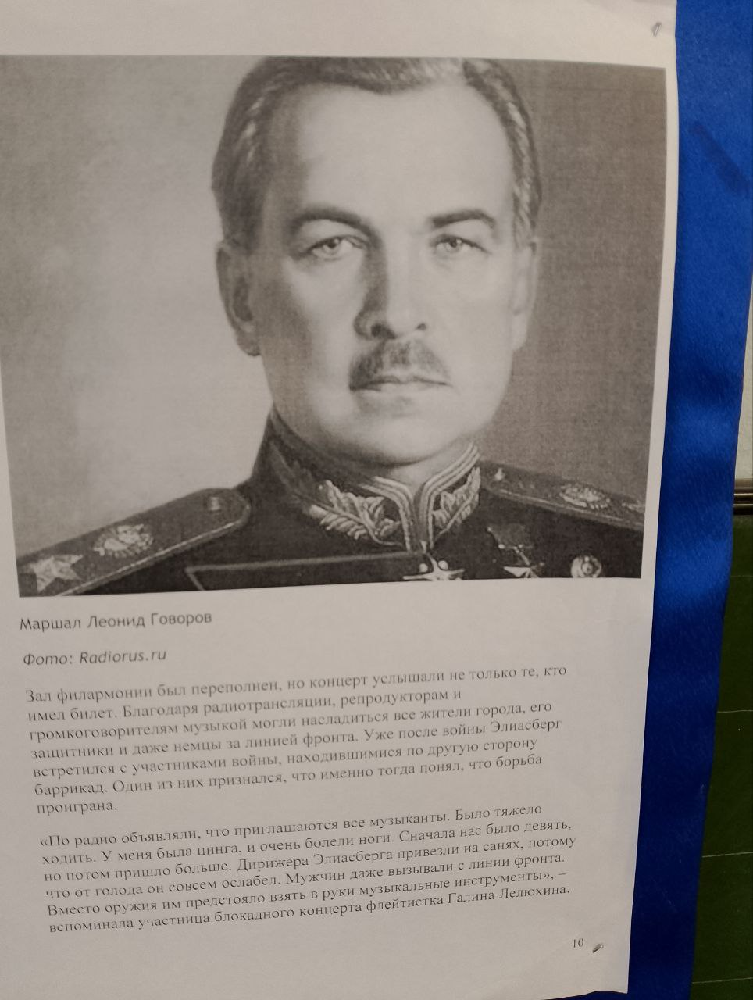 Маршал Леонид Говоров
Фото: Radiorus.ru
Зал филармонии был переполнен, но концерт услышали не только те, кто
имел билет. Благодаря радиотрансляции, репродукторам и
громкоговорителям музыкой могли насладиться все жители города, его
защитники и даже немцы за линией фронта. Уже после войны Элиасберг
встретился с участниками войны, находившимися по другую сторону
баррикад. Один из них признался, что именно тогда понял, что борьба
проиграна.
«По радио объявляли, что приглашаются все музыканты. Было тяжело
ходить. У меня была цинга, и очень болели ноги. Сначала нас было девять,
но потом пришло больше. Дирижера Элиасберга привезли на санях, потому
что от голода он совсем ослабел. Мужчин даже вызывали с линии фронта.
Вместо оружия им предстояло взять в руки музыкальные инструменты», –
вспоминала участница блокадного концерта флейтистка Галина Лелюхина.
10